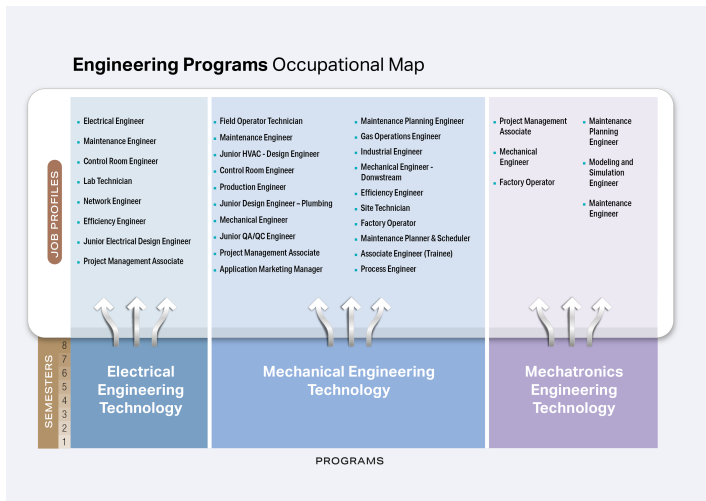 Engineering Programs Occupational Map
JOB PROFILES
Electrical Engineer
Maintenance Engineer
Control Room Engineer
Lab Technician
Network Engineer
Efficiency Engineer
Junior Electrical Design Engineer
Project Management Associate
Field Operator Technician
Maintenance Engineer
Junior HVAC - Design Engineer
Control Room Engineer
Production Engineer
Junior Design Engineer – Plumbing
Mechanical Engineer
Junior QA/QC Engineer
Project Management Associate
Application Marketing Manager
Maintenance Planning Engineer
Gas Operations Engineer
Industrial Engineer
Mechanical Engineer -
Donwstream
Efficiency Engineer
Site Technician
Factory Operator
Maintenance Planner & Scheduler
Associate Engineer (Trainee)
Process Engineer
Project Management
Associate
Mechanical
Engineer
Factory Operator
Maintenance
Planning
Engineer
Modeling and
Simulation
Engineer
Maintenance
Engineer
SEMESTERS
8
7
6
5
4
3
2
1
Electrical
Engineering
Technology
Mechanical Engineering
Technology
Mechatronics
Engineering
Technology
PROGRAMS